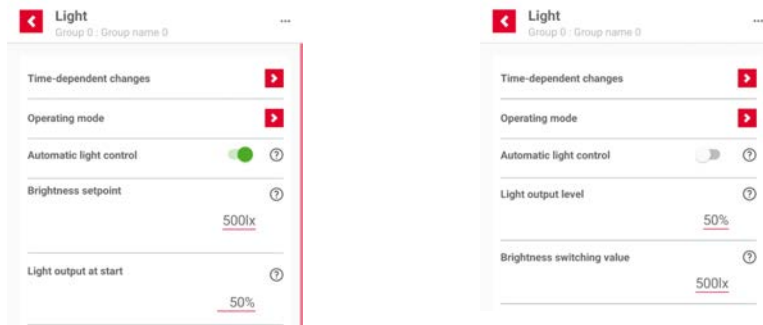 Light
Group 0 : Group name 0
Time-dependent changes
Operating mode
Automatic light control
Brightness setpoint
500lx
Light output at start
50%
Light
Group 0 : Group name 0
Time-dependent changes
Operating mode
Automatic light control
Light output level
50%
Brightness switching value
500lx